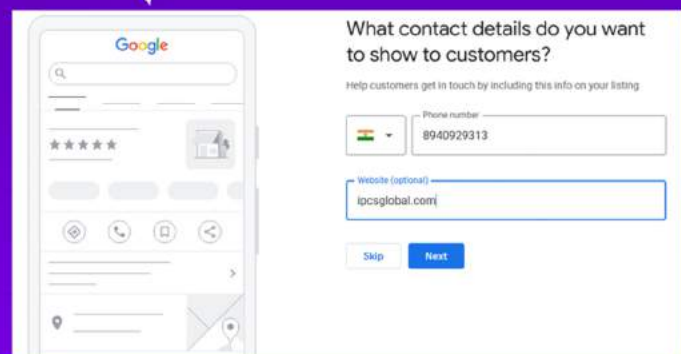 Google
What contact details do you want
to show to customers?
Help customers get in touch by including this info on your listing
Phone number
8940929313
Website (optional)
ipcsglobal.com
Skip
Next